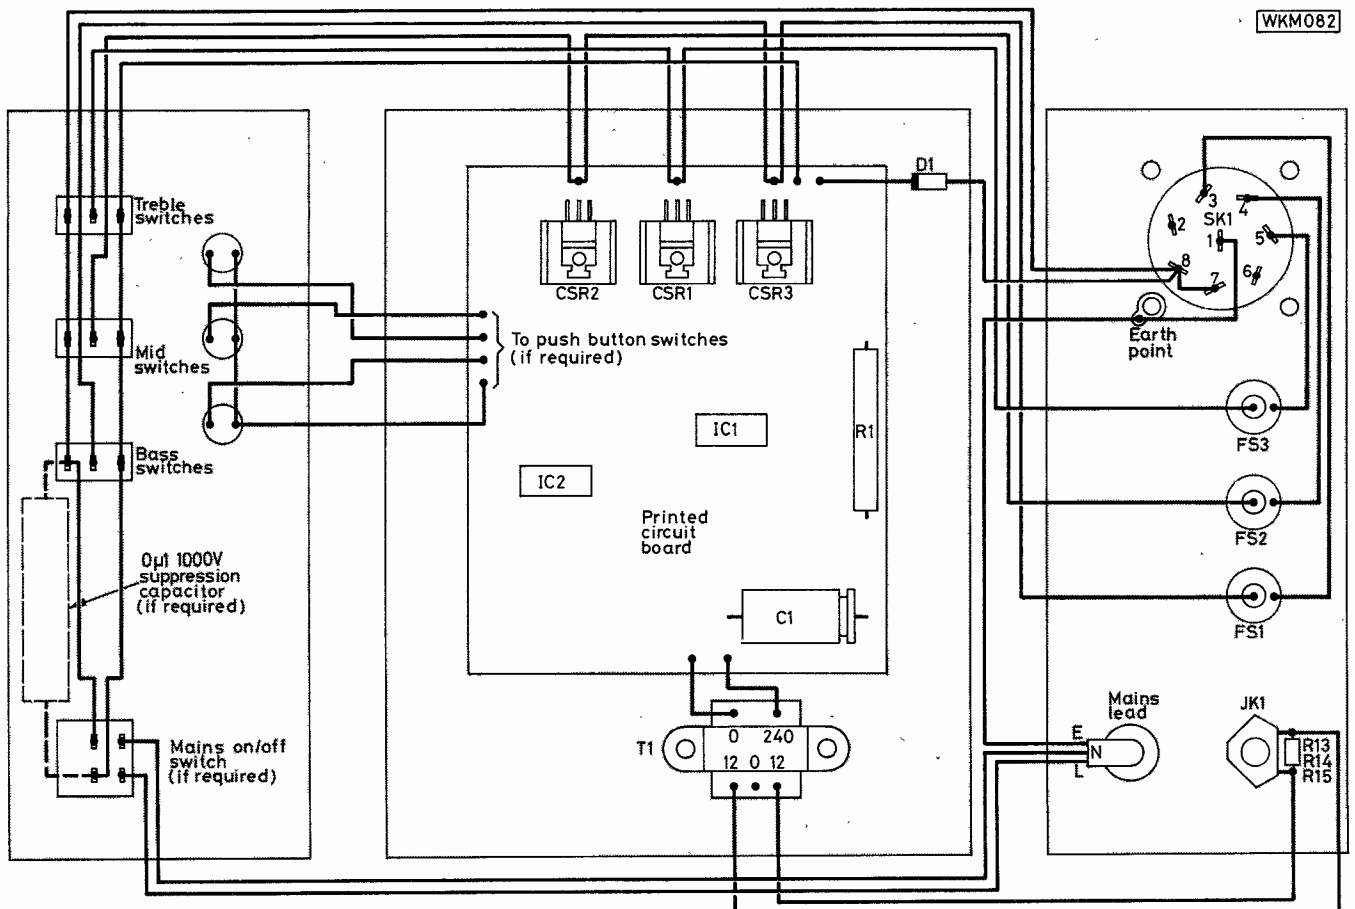 WKM082
Treble
switches
Mid
switches
Bass
switches
0µ1 1000V
suppression
capacitor
(if required)
Mains on/off
switch
(if required)
CSR2
CSR1
CSR3
D1
To push button switches
(if required)
IC1
IC2
R1
Printed
circuit
board
C1
T1
0 240
12 0 12
3
4
2
SK1
1
5
8
7
6
Earth
point
FS3
FS2
FS1
Mains
lead
E
N
L
JK1
R13
R14
R15